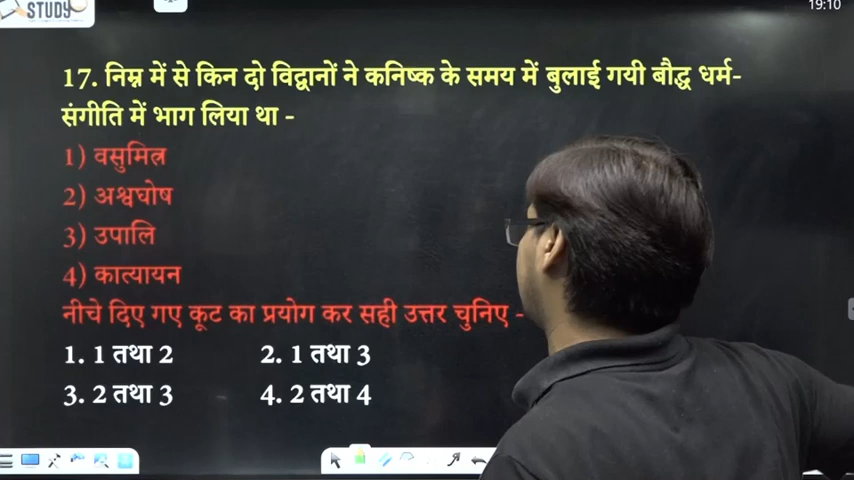 STUDY
19:10
17. निम्न में से किन दो विद्वानों ने कनिष्क के समय में बुलाई गयी बौद्ध धर्म-
संगीति में भाग लिया था -
1) वसुमित्र
2) अश्वघोष
3) उपालि
4) कात्यायन
नीचे दिए गए कूट का प्रयोग कर सही उत्तर चुनिए -
1. 1 तथा 2 2. 1 तथा 3
3. 2 तथा 3 4. 2 तथा 4